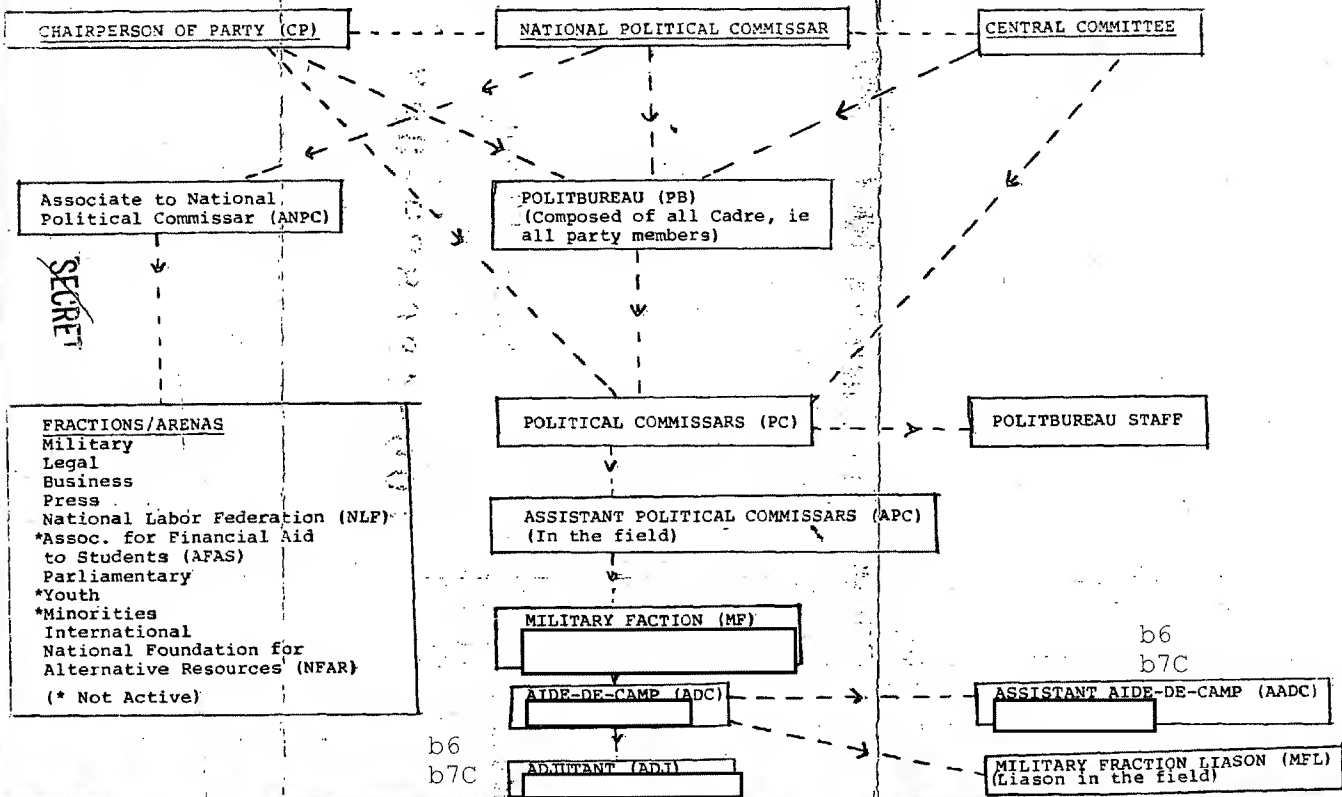 CHAIRPERSON OF PARTY (CP)
NATIONAL POLITICAL COMMISSAR
CENTRAL COMMITTEE
Associate to National
Political Commissar (ANPC)
POLITBUREAU (PB)
(Composed of all Cadre, ie
all party members)
SECRET
FRACTIONS/ARENAS
Military
Legal
Business
Press
National Labor Federation (NLF)
*Assoc. for Financial Aid
to Students (AFAS)
Parliamentary
*Youth
*Minorities
International
National Foundation for
Alternative Resources (NFAR)
(* Not Active)
POLITICAL COMMISSARS (PC)
POLITBUREAU STAFF
ASSISTANT POLITICAL COMMISSARS (APC)
(In the field)
MILITARY FACTION (MF)
b6
b7C
AIDE-DE-CAMP (ADC)
ASSISTANT AIDE-DE-CAMP (AADC)
b6
b7C
ADJUTANT (ADJ)
MILITARY FRACTION LIASON (MFL)
(Liason in the field)